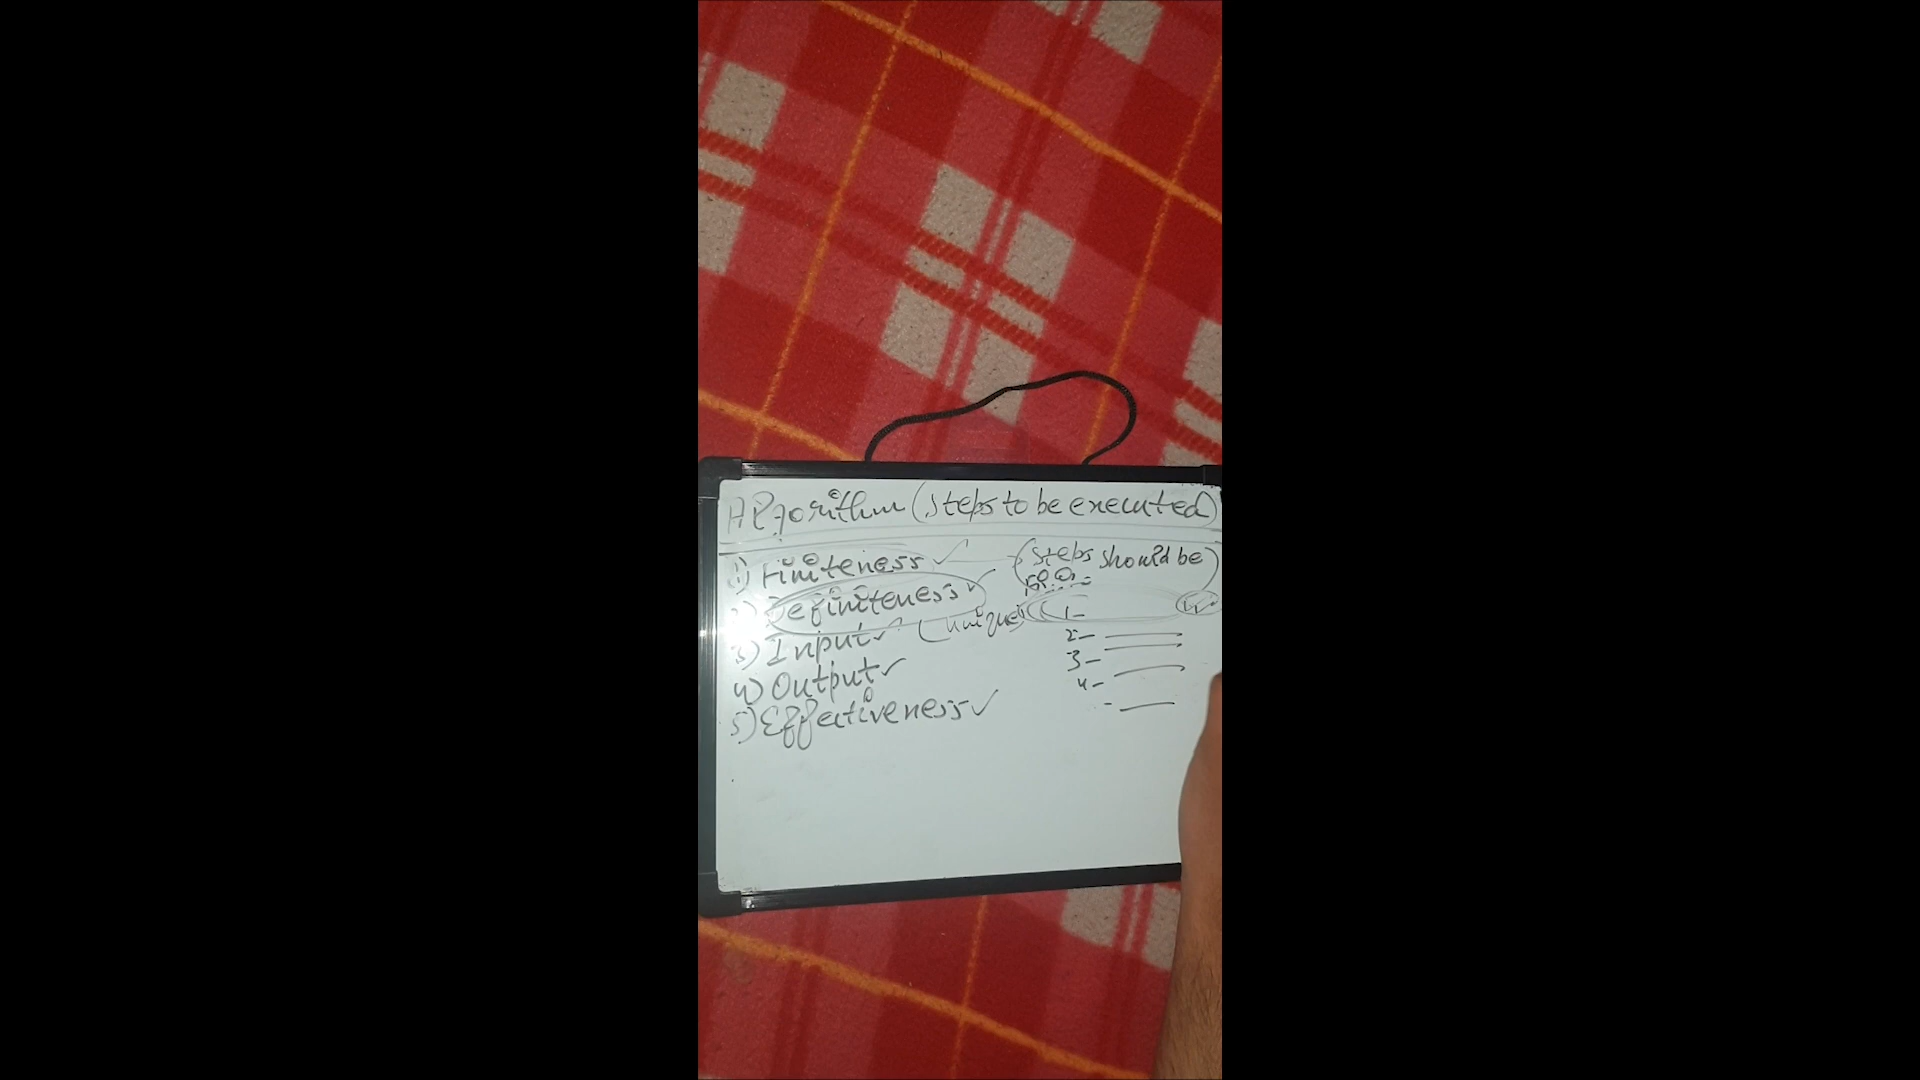 Algorithm (steps to be executed)
1) Finiteness ✓ (steps should be)
2) Definiteness ✓
(unique) 1-
3) Input ✓
2-
4) Output ✓
3-
4-
5) Effectiveness ✓
-